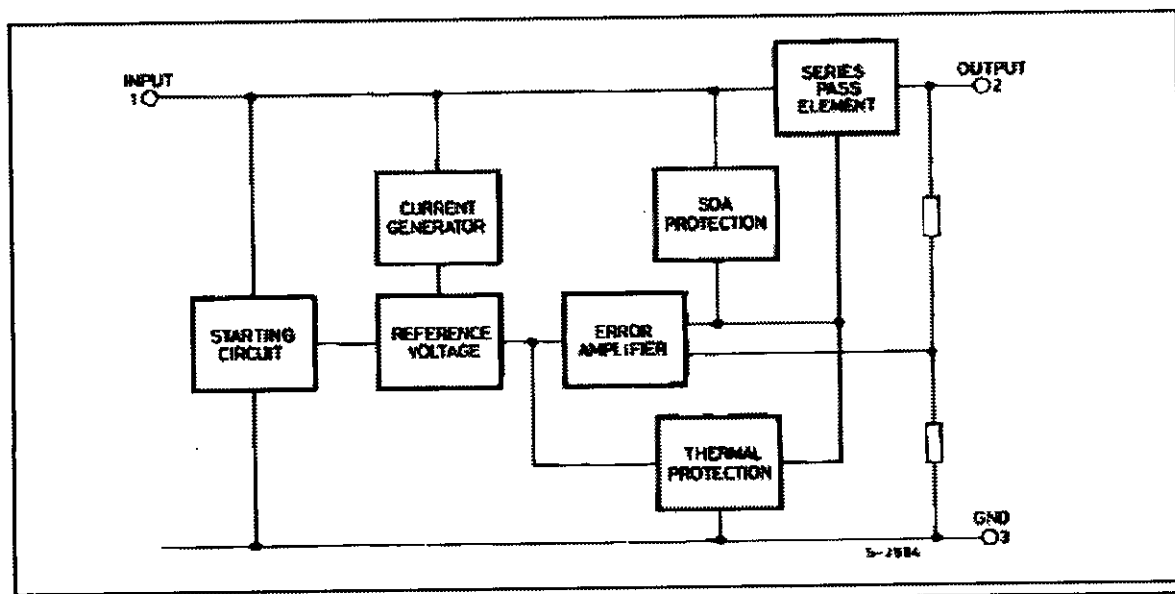 INPUT
1
SERIES
PASS
ELEMENT
OUTPUT
2
CURRENT
GENERATOR
SOA
PROTECTION
STARTING
CIRCUIT
REFERENCE
VOLTAGE
ERROR
AMPLIFIER
THERMAL
PROTECTION
GND
3